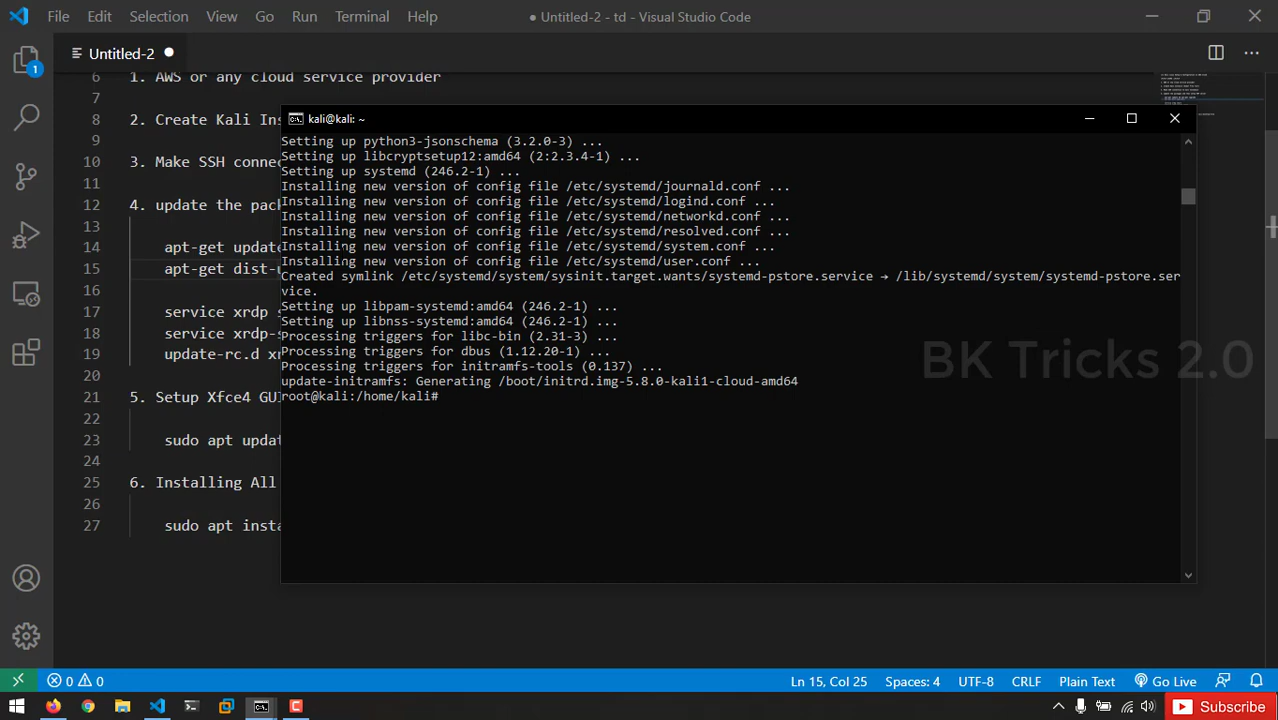 File Edit Selection View Go Run Terminal Help
● Untitled-2 - td - Visual Studio Code
Untitled-2
1
6 1. AWS or any cloud service provider
7
8 2. Create Kali Ins
9
10 3. Make SSH connec
11
12 4. update the pack
13
14 apt-get update
15 apt-get dist-u
16
17 service xrdp s
18 service xrdp-s
19 update-rc.d xr
20
21 5. Setup Xfce4 GUI
22
23 sudo apt updat
24
25 6. Installing All
26
27 sudo apt insta
kali@kali: ~
Setting up python3-jsonschema (3.2.0-3) ...
Setting up libcryptsetup12:amd64 (2:2.3.4-1) ...
Setting up systemd (246.2-1) ...
Installing new version of config file /etc/systemd/journald.conf ...
Installing new version of config file /etc/systemd/logind.conf ...
Installing new version of config file /etc/systemd/networkd.conf ...
Installing new version of config file /etc/systemd/resolved.conf ...
Installing new version of config file /etc/systemd/system.conf ...
Installing new version of config file /etc/systemd/user.conf ...
Created symlink /etc/systemd/system/sysinit.target.wants/systemd-pstore.service → /lib/systemd/system/systemd-pstore.ser
vice.
Setting up libpam-systemd:amd64 (246.2-1) ...
Setting up libnss-systemd:amd64 (246.2-1) ...
Processing triggers for libc-bin (2.31-3) ...
Processing triggers for dbus (1.12.20-1) ...
Processing triggers for initramfs-tools (0.137) ...
update-initramfs: Generating /boot/initrd.img-5.8.0-kali1-cloud-amd64
root@kali:/home/kali#
BK Tricks 2.0
0 0
Ln 15, Col 25 Spaces: 4 UTF-8 CRLF Plain Text Go Live
Subscribe